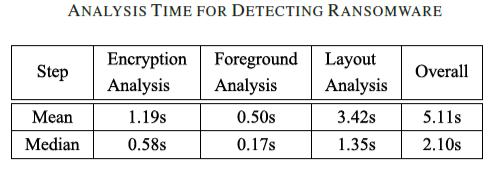 ANALYSIS TIME FOR DETECTING RANSOMWARE
Step Encryption Analysis Foreground Analysis Layout Analysis Overall
Mean 1.19s 0.50s 3.42s 5.11s
Median 0.58s 0.17s 1.35s 2.10s